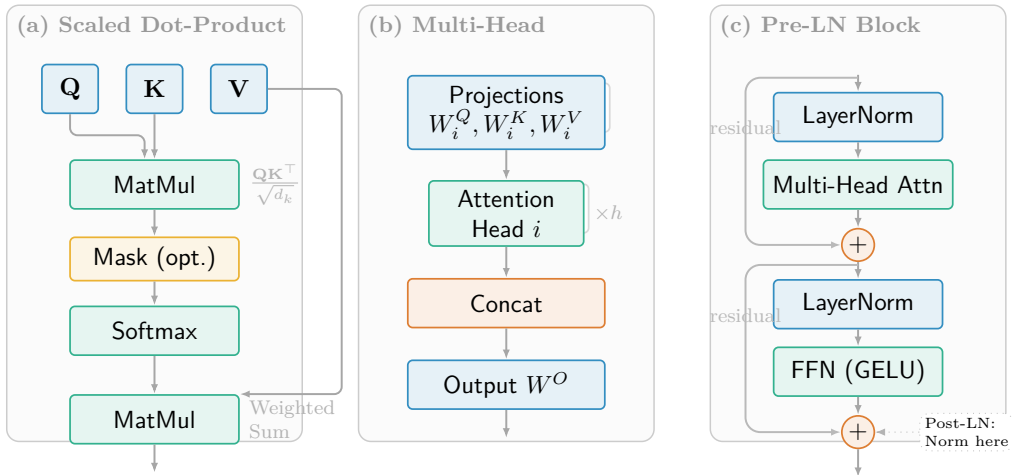 (a) Scaled Dot-Product
Q K V
MatMul
QK⊤
√dk
Mask (opt.)
Softmax
MatMul
Weighted
Sum
(b) Multi-Head
Projections
W_i^Q, W_i^K, W_i^V
Attention
Head i
×h
Concat
Output W^O
(c) Pre-LN Block
LayerNorm
residual
Multi-Head Attn
+
LayerNorm
residual
FFN (GELU)
+
Post-LN:
Norm here